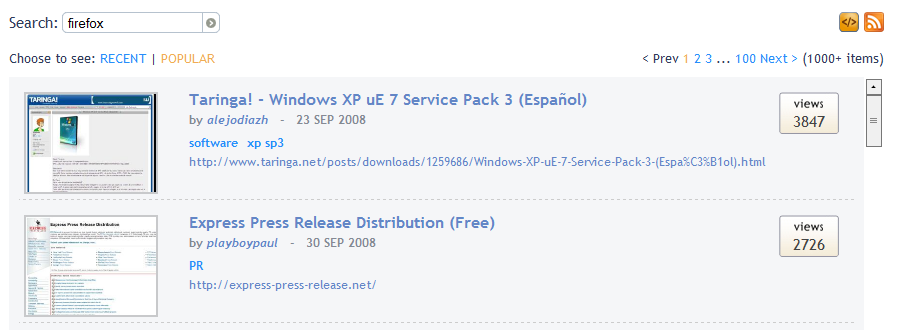 Search: firefox
Choose to see: RECENT | POPULAR
< Prev 1 2 3 ... 100 Next > (1000+ items)
TARINGA!
Taringa! - Windows XP uE 7 Service Pack 3 (Español)
by alejodiazh - 23 SEP 2008
software xp sp3
http://www.taringa.net/posts/downloads/1259686/Windows-XP-uE-7-Service-Pack-3-(Espa%C3%B1ol).html
views
3847
Express Press Release Distribution
Express Press Release Distribution (Free)
by playboypaul - 30 SEP 2008
PR
http://express-press-release.net/
views
2726